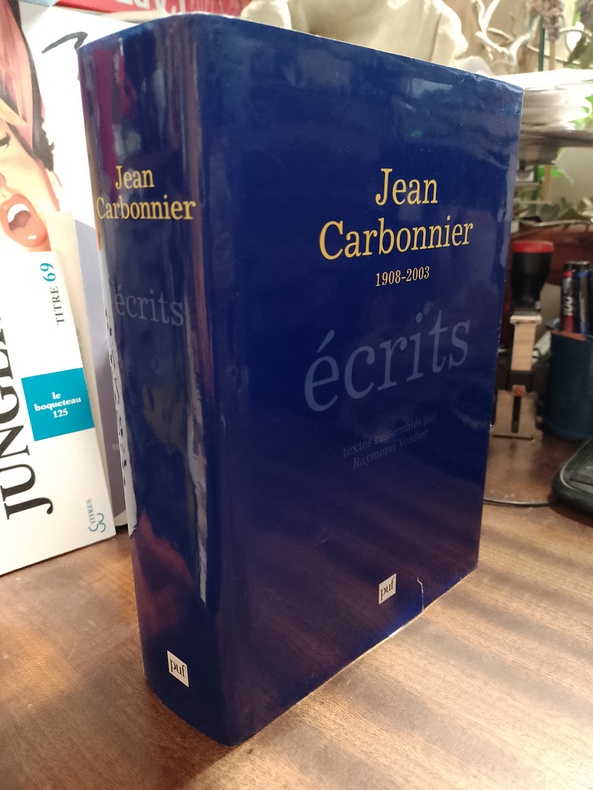 Jean
Carbonnier
1908-2003
écrits
textes rassemblés par
Raymond Verdier
puf
Jean
Carbonnier
écrits
puf
TITRE 69
le
boqueteau
125
TITRES